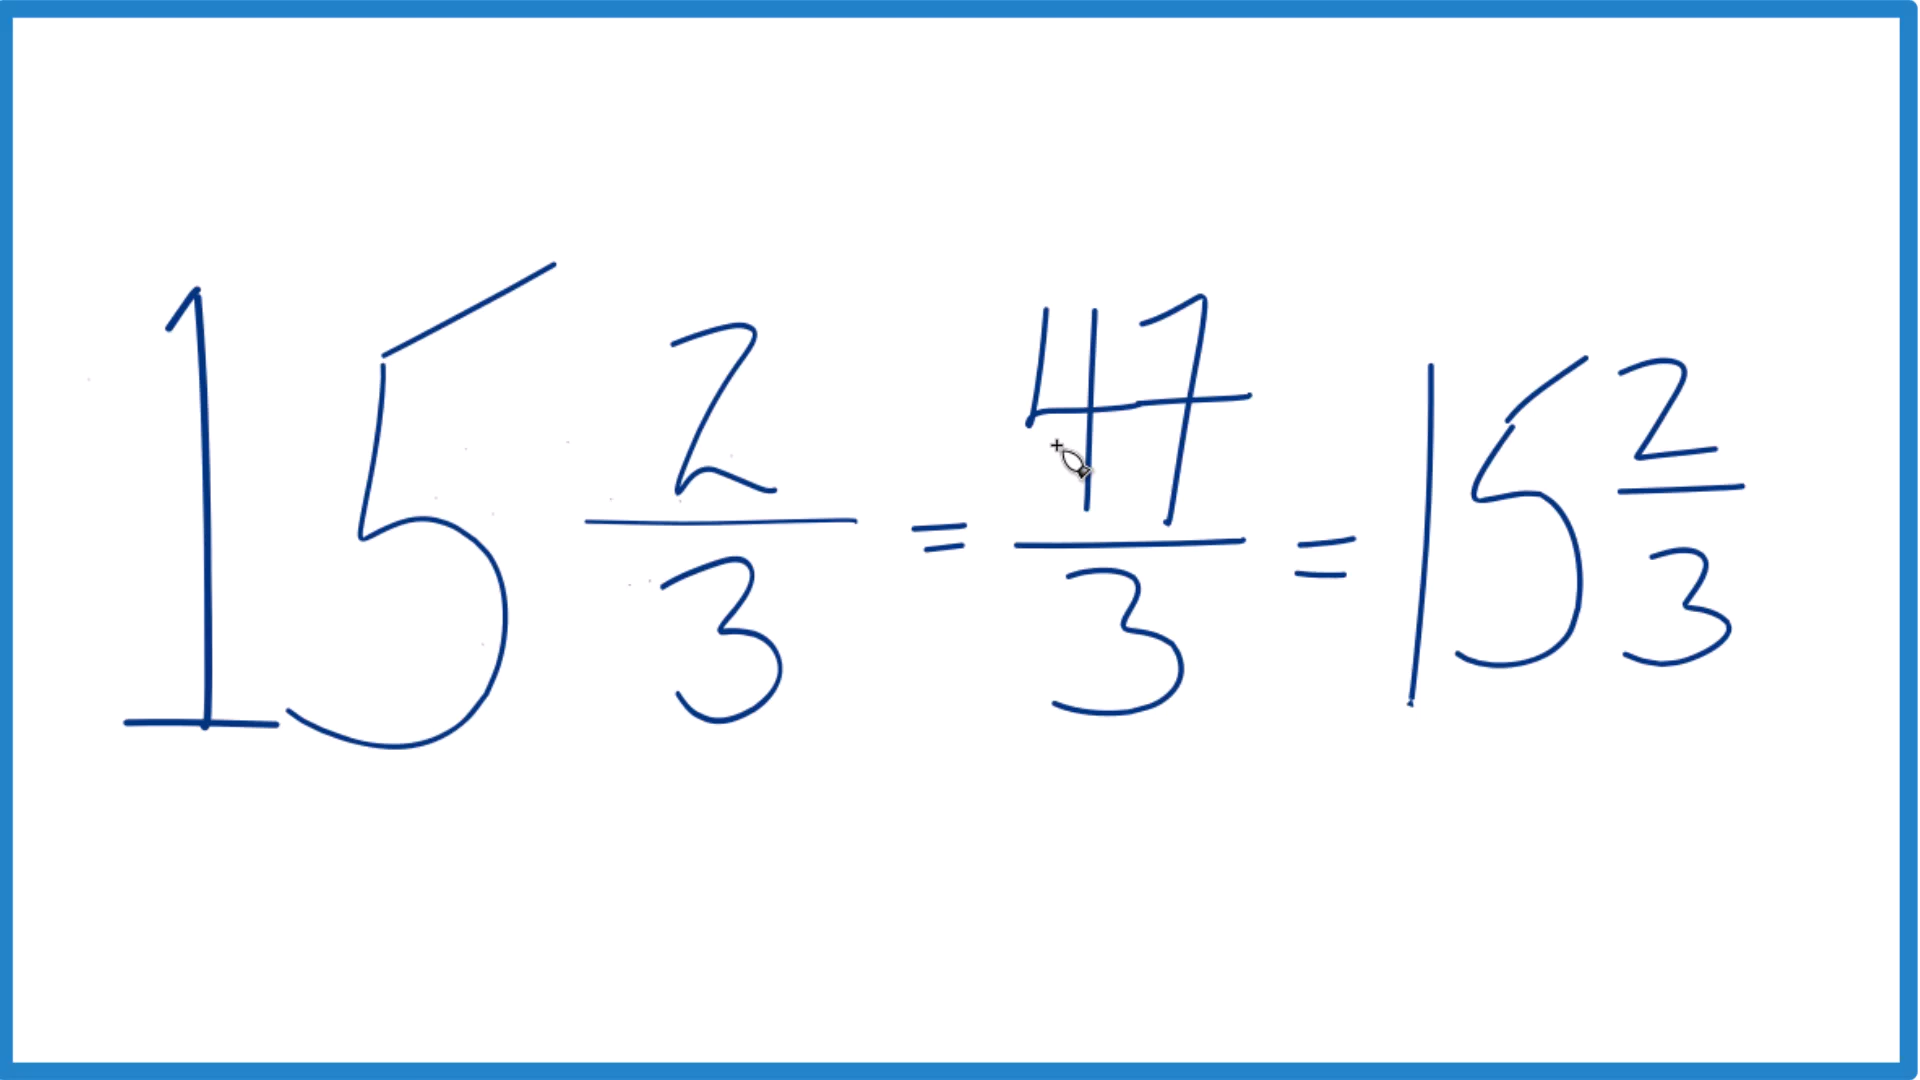 15 2/3 = 47/3 = 15 2/3